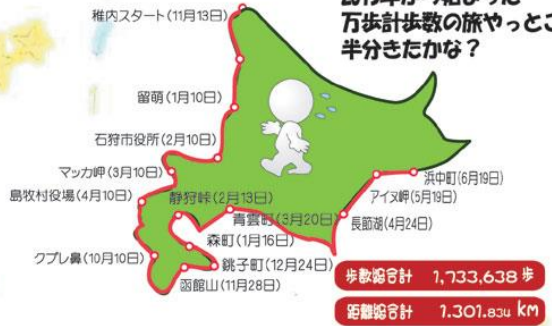 万歩計歩数の旅やっとこ
半分きたかな？
稚内スタート(11月13日)
留萌(1月10日)
石狩市役所(2月10日)
マッカ岬(3月10日)
島牧村役場(4月10日)
静狩峠(2月13日)
青雲町(3月20日)
森町(1月16日)
クプレ鼻(10月10日)
銚子町(12月24日)
函館山(11月28日)
浜中町(6月19日)
アイヌ岬(5月19日)
長節湖(4月24日)
歩数総合計 1,733,638 歩
距離総合計 1.301.834 KM